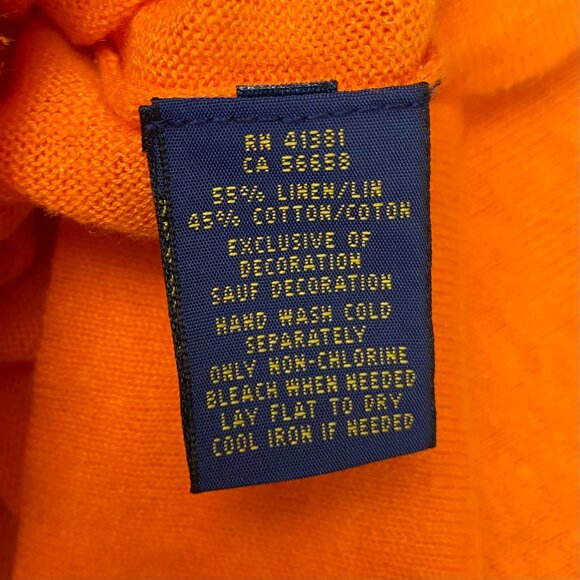 RN 41381
CA 56658
55% LINEN/LIN
45% COTTON/COTON
EXCLUSIVE OF
DECORATION
SAUF DECORATION
HAND WASH COLD
SEPARATELY
ONLY NON-CHLORINE
BLEACH WHEN NEEDED
LAY FLAT TO DRY
COOL IRON IF NEEDED